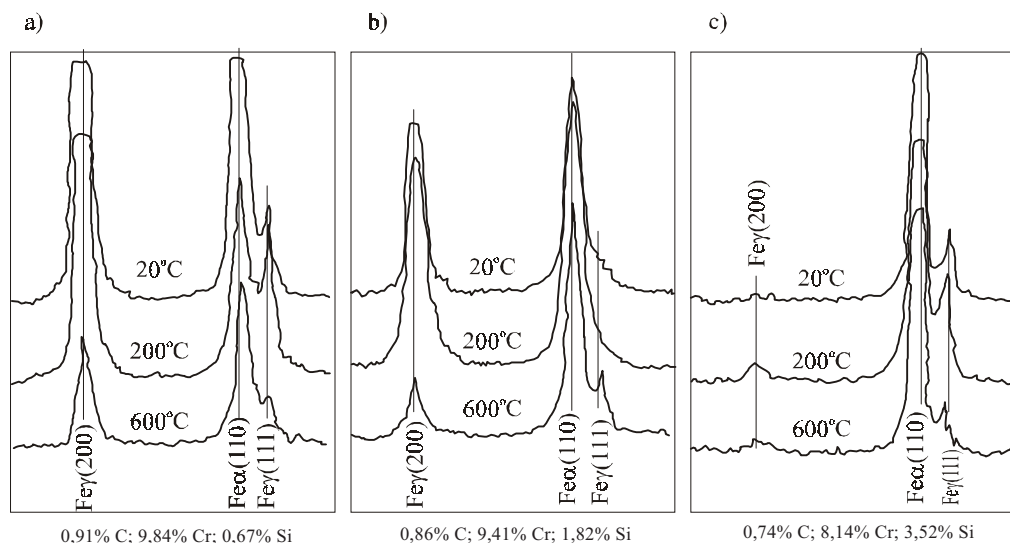 a)
20°C
200°C
600°C
Feγ(200)
Feα(110)
Feγ(111)
0,91% C; 9,84% Cr; 0,67% Si
b)
20°C
200°C
600°C
Feγ(200)
Feα(110)
Feγ(111)
0,86% C; 9,41% Cr; 1,82% Si
c)
Feγ(200)
20°C
200°C
600°C
Feα(110)
Feγ(111)
0,74% C; 8,14% Cr; 3,52% Si